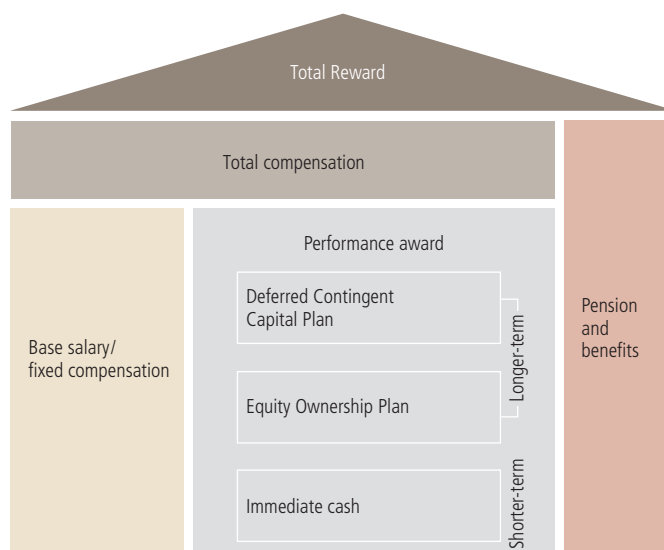 Total Reward
Total compensation
Performance award
Deferred Contingent
Capital Plan
Equity Ownership Plan
Longer-term
Immediate cash
Shorter-term
Base salary/
fixed compensation
Pension
and
benefits